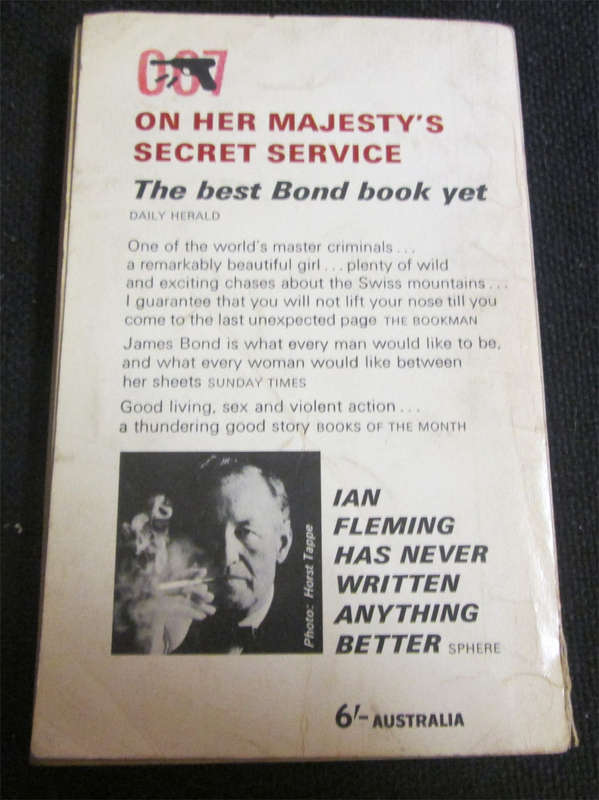 007
ON HER MAJESTY'S
SECRET SERVICE
The best Bond book yet
DAILY HERALD
One of the world's master criminals...
a remarkably beautiful girl...plenty of wild
and exciting chases about the Swiss mountains...
I guarantee that you will not lift your nose till you
come to the last unexpected page THE BOOKMAN
James Bond is what every man would like to be,
and what every woman would like between
her sheets SUNDAY TIMES
Good living, sex and violent action...
a thundering good story BOOKS OF THE MONTH
Photo: Horst Tappe
IAN
FLEMING
HAS NEVER
WRITTEN
ANYTHING
BETTER SPHERE
6/- AUSTRALIA